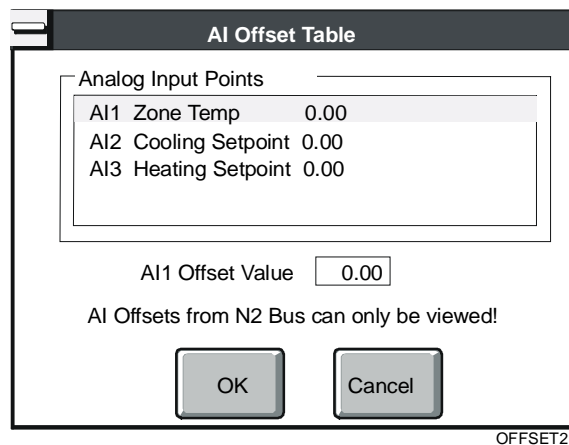 AI Offset Table
Analog Input Points
AI1 Zone Temp 0.00
AI2 Cooling Setpoint 0.00
AI3 Heating Setpoint 0.00
AI1 Offset Value 0.00
AI Offsets from N2 Bus can only be viewed!
OK Cancel
OFFSET2